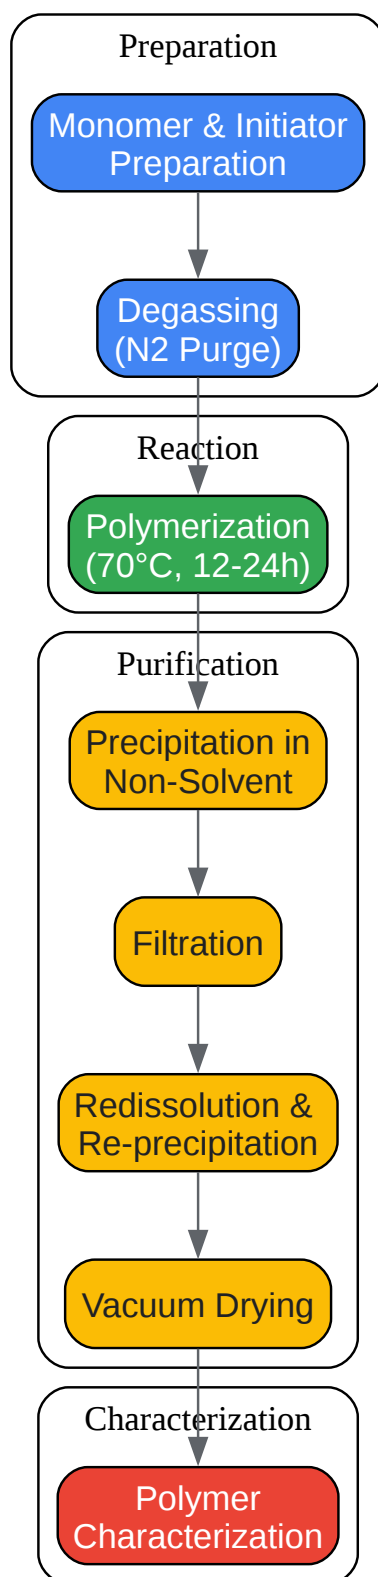 Preparation
Monomer & Initiator
Preparation
Degassing
(N2 Purge)
Reaction
Polymerization
(70°C, 12-24h)
Purification
Precipitation in
Non-Solvent
Filtration
Redissolution &
Re-precipitation
Vacuum Drying
Characterization
Polymer
Characterization